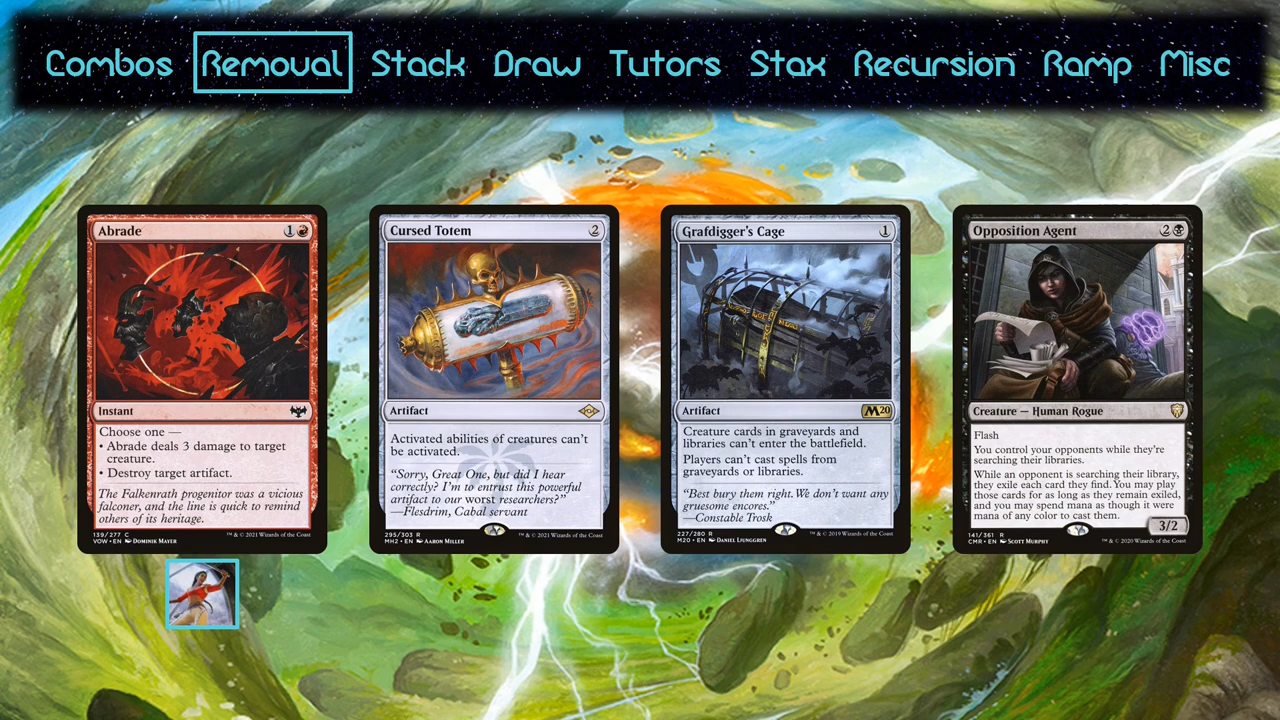 Combos Removal Stack Draw Tutors Stax Recursion Ramp Misc
Abrade 1
Instant
Choose one —
• Abrade deals 3 damage to target
creature.
• Destroy target artifact.
The Falkenrath progenitor was a vicious
falconer, and the line is quick to remind
others of its heritage.
139/277 C
VOW • EN DOMINIK MAYER
™ & © 2021 Wizards of the Coast
Cursed Totem 2
Artifact
Activated abilities of creatures can't
be activated.
"Sorry, Great One, but did I hear
correctly? I'm to entrust this powerful
artifact to our worst researchers?"
—Flesdrim, Cabal servant
295/303 R
MH2 • EN AARON MILLER
™ & © 2021 Wizards of the Coast
Grafdigger's Cage 1
Artifact M20
Creature cards in graveyards and
libraries can't enter the battlefield.
Players can't cast spells from
graveyards or libraries.
"Best bury them right. We don't want any
gruesome encores."
—Constable Trosk
227/280 R
M20 • EN DANIEL LJUNGGREN
™ & © 2019 Wizards of the Coast
Opposition Agent 2
Creature — Human Rogue
Flash
You control your opponents while they're
searching their libraries.
While an opponent is searching their library,
they exile each card they find. You may play
those cards for as long as they remain exiled,
and you may spend mana as though it were
mana of any color to cast them.
3/2
141/361 R
CMR • EN SCOTT MURPHY
™ & © 2020 Wizards of the Coast